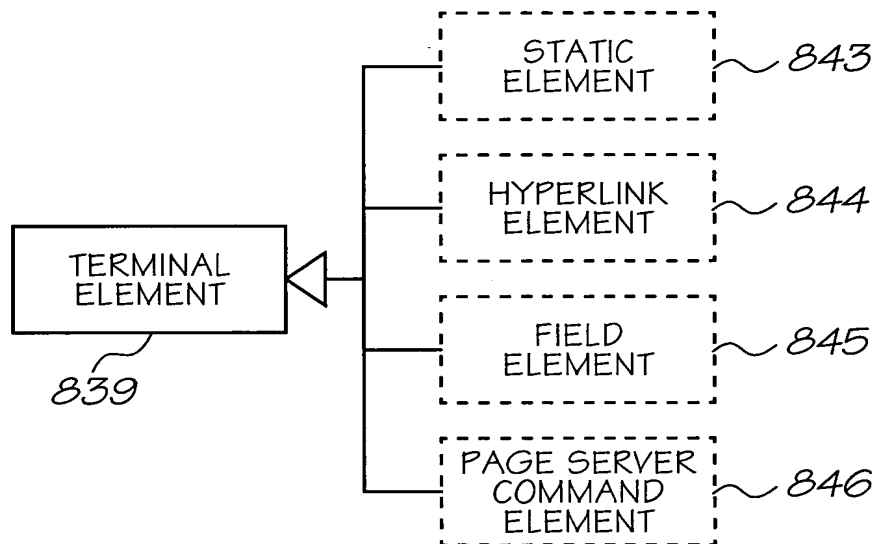 STATIC
ELEMENT
843
HYPERLINK
ELEMENT
844
TERMINAL
ELEMENT
839
FIELD
ELEMENT
845
PAGE SERVER
COMMAND
ELEMENT
846